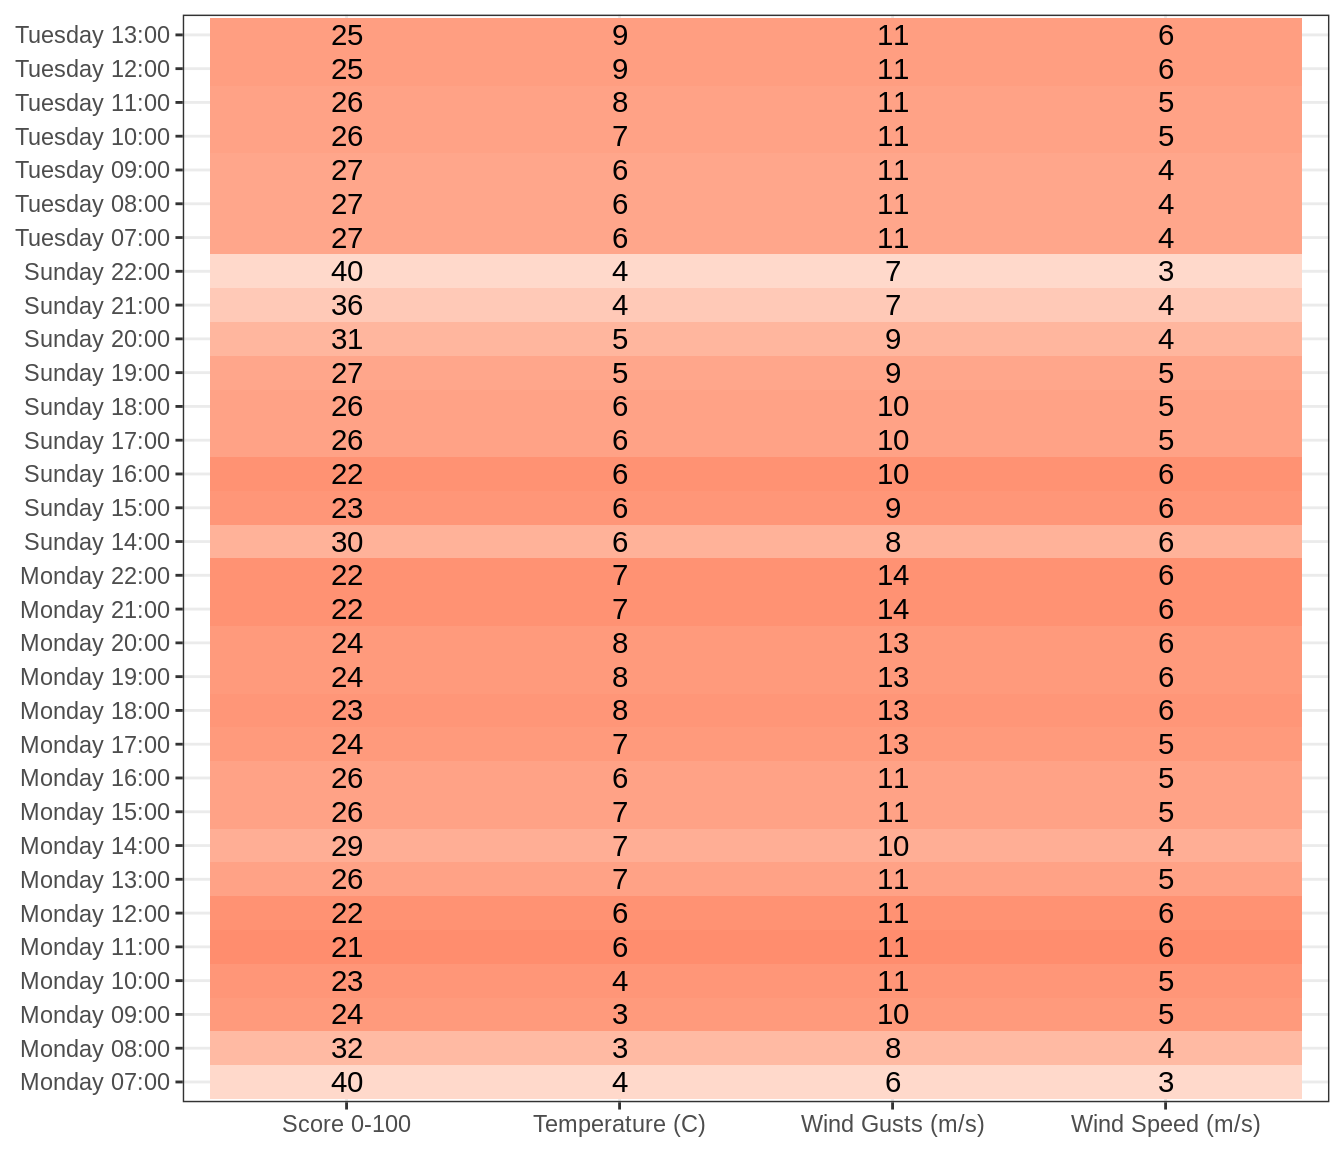 Tuesday 13:00 25 9 11 6
Tuesday 12:00 25 9 11 6
Tuesday 11:00 26 8 11 5
Tuesday 10:00 26 7 11 5
Tuesday 09:00 27 6 11 4
Tuesday 08:00 27 6 11 4
Tuesday 07:00 27 6 11 4
Sunday 22:00 40 4 7 3
Sunday 21:00 36 4 7 4
Sunday 20:00 31 5 9 4
Sunday 19:00 27 5 9 5
Sunday 18:00 26 6 10 5
Sunday 17:00 26 6 10 5
Sunday 16:00 22 6 10 6
Sunday 15:00 23 6 9 6
Sunday 14:00 30 6 8 6
Monday 22:00 22 7 14 6
Monday 21:00 22 7 14 6
Monday 20:00 24 8 13 6
Monday 19:00 24 8 13 6
Monday 18:00 23 8 13 6
Monday 17:00 24 7 13 5
Monday 16:00 26 6 11 5
Monday 15:00 26 7 11 5
Monday 14:00 29 7 10 4
Monday 13:00 26 7 11 5
Monday 12:00 22 6 11 6
Monday 11:00 21 6 11 6
Monday 10:00 23 4 11 5
Monday 09:00 24 3 10 5
Monday 08:00 32 3 8 4
Monday 07:00 40 4 6 3
Score 0-100 Temperature (C) Wind Gusts (m/s) Wind Speed (m/s)